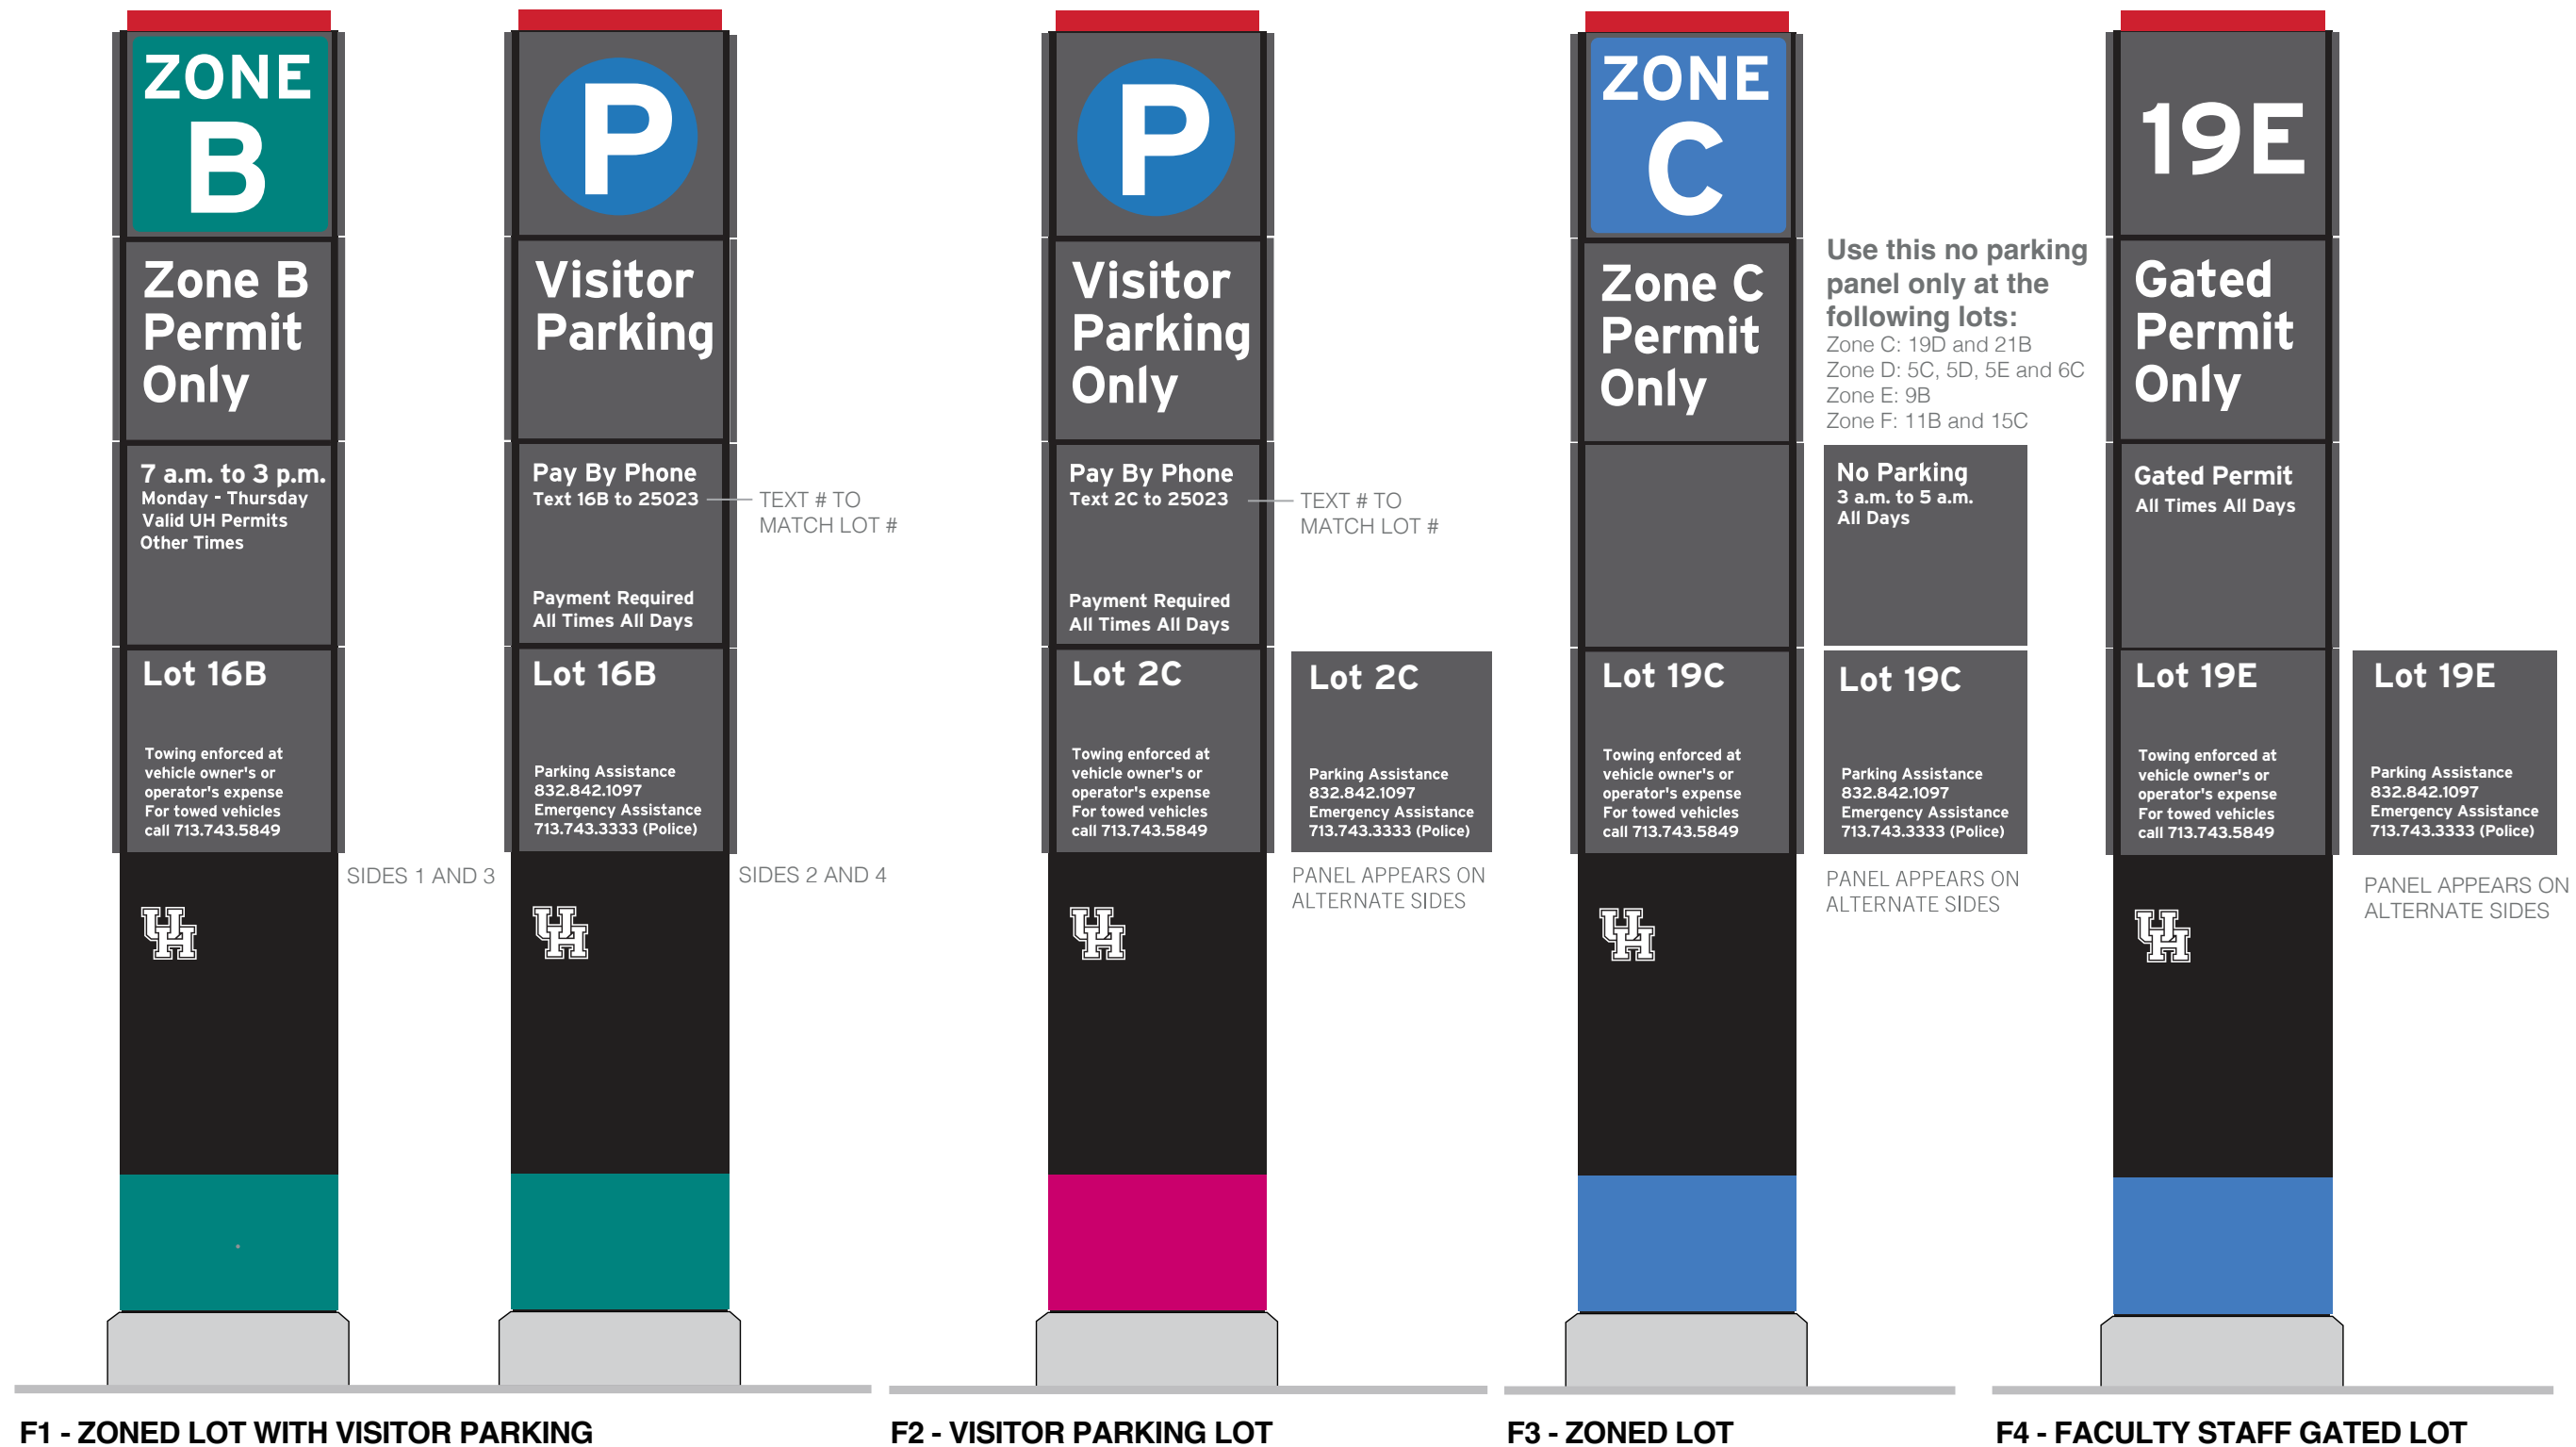 ZONE
B
Zone B
Permit
Only
7 a.m. to 3 p.m.
Monday - Thursday
Valid UH Permits
Other Times
Lot 16B
Towing enforced at
vehicle owner's or
operator's expense
For towed vehicles
call 713.743.5849
SIDES 1 AND 3
UH
P
Visitor
Parking
Pay By Phone
Text 16B to 25023
TEXT # TO
MATCH LOT #
Payment Required
All Times All Days
Lot 16B
Parking Assistance
832.842.1097
Emergency Assistance
713.743.3333 (Police)
SIDES 2 AND 4
UH
F1 - ZONED LOT WITH VISITOR PARKING
P
Visitor
Parking
Only
Pay By Phone
Text 2C to 25023
TEXT # TO
MATCH LOT #
Payment Required
All Times All Days
Lot 2C
Towing enforced at
vehicle owner's or
operator's expense
For towed vehicles
call 713.743.5849
UH
Lot 2C
Parking Assistance
832.842.1097
Emergency Assistance
713.743.3333 (Police)
PANEL APPEARS ON
ALTERNATE SIDES
F2 - VISITOR PARKING LOT
ZONE
C
Zone C
Permit
Only
Lot 19C
Towing enforced at
vehicle owner's or
operator's expense
For towed vehicles
call 713.743.5849
UH
Use this no parking
panel only at the
following lots:
Zone C: 19D and 21B
Zone D: 5C, 5D, 5E and 6C
Zone E: 9B
Zone F: 11B and 15C
No Parking
3 a.m. to 5 a.m.
All Days
Lot 19C
Parking Assistance
832.842.1097
Emergency Assistance
713.743.3333 (Police)
PANEL APPEARS ON
ALTERNATE SIDES
F3 - ZONED LOT
19E
Gated
Permit
Only
Gated Permit
All Times All Days
Lot 19E
Towing enforced at
vehicle owner's or
operator's expense
For towed vehicles
call 713.743.5849
UH
Lot 19E
Parking Assistance
832.842.1097
Emergency Assistance
713.743.3333 (Police)
PANEL APPEARS ON
ALTERNATE SIDES
F4 - FACULTY STAFF GATED LOT